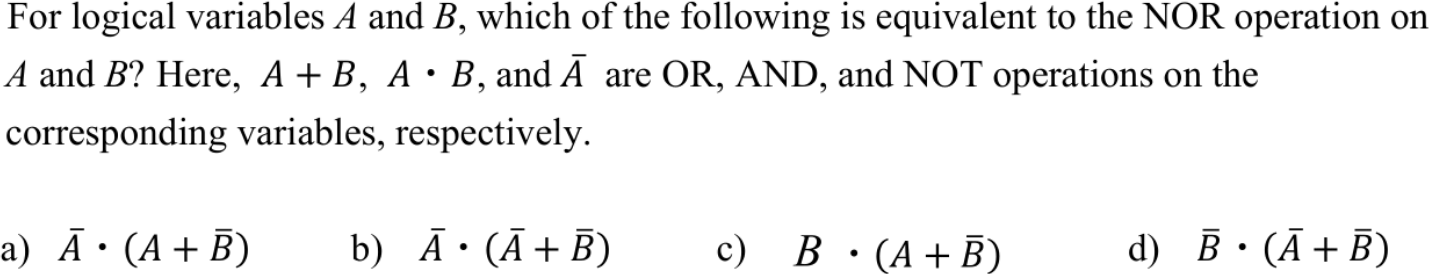 For logical variables A and B, which of the following is equivalent to the NOR operation on
A and B? Here, A + B, A · B, and Ā are OR, AND, and NOT operations on the
corresponding variables, respectively.
a) Ā · (A + B̄) b) Ā · (Ā + B̄) c) B · (A + B̄) d) B̄ · (Ā + B̄)